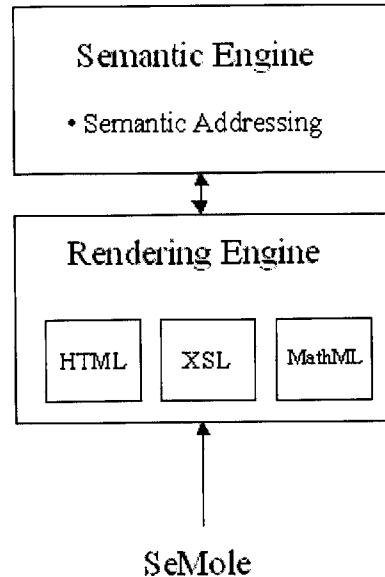 Semantic Engine
• Semantic Addressing
Rendering Engine
HTML XSL MathML
SeMole